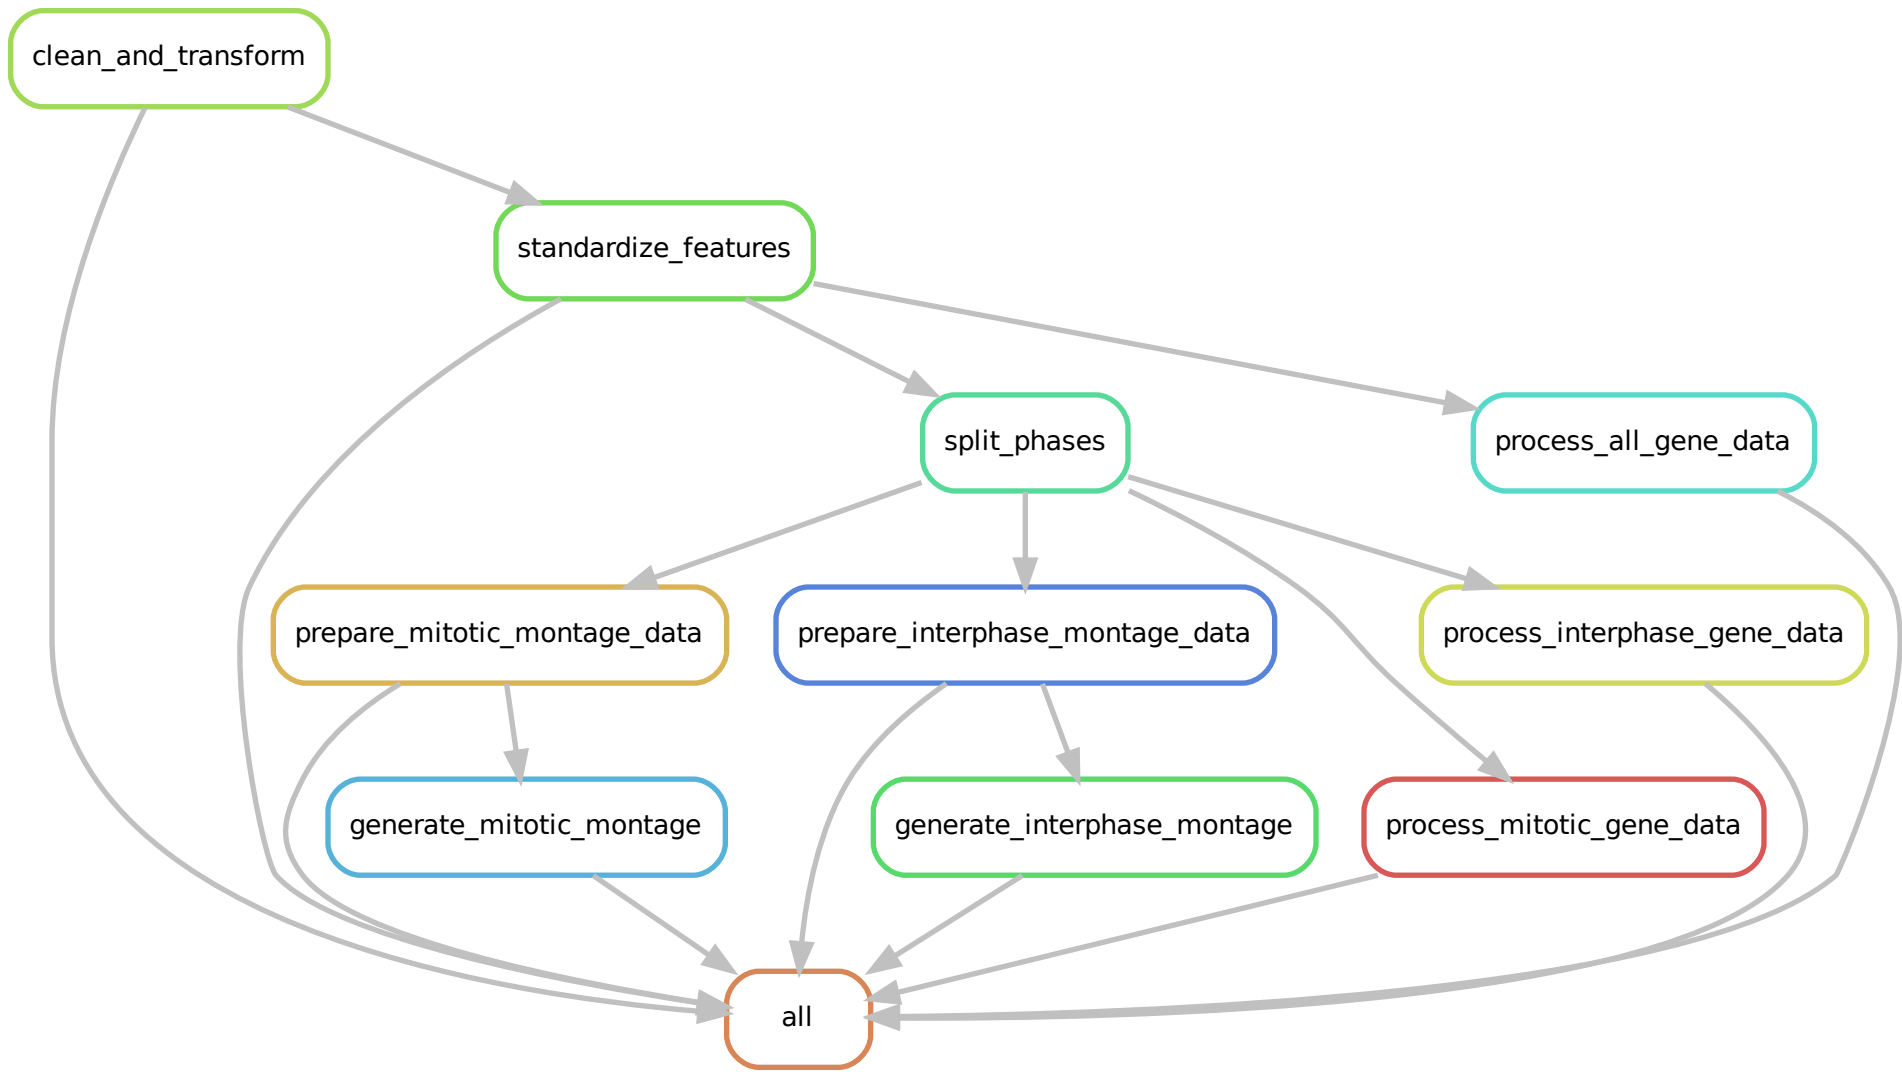 clean_and_transform
standardize_features
split_phases
process_all_gene_data
prepare_mitotic_montage_data
prepare_interphase_montage_data
process_interphase_gene_data
generate_mitotic_montage
generate_interphase_montage
process_mitotic_gene_data
all